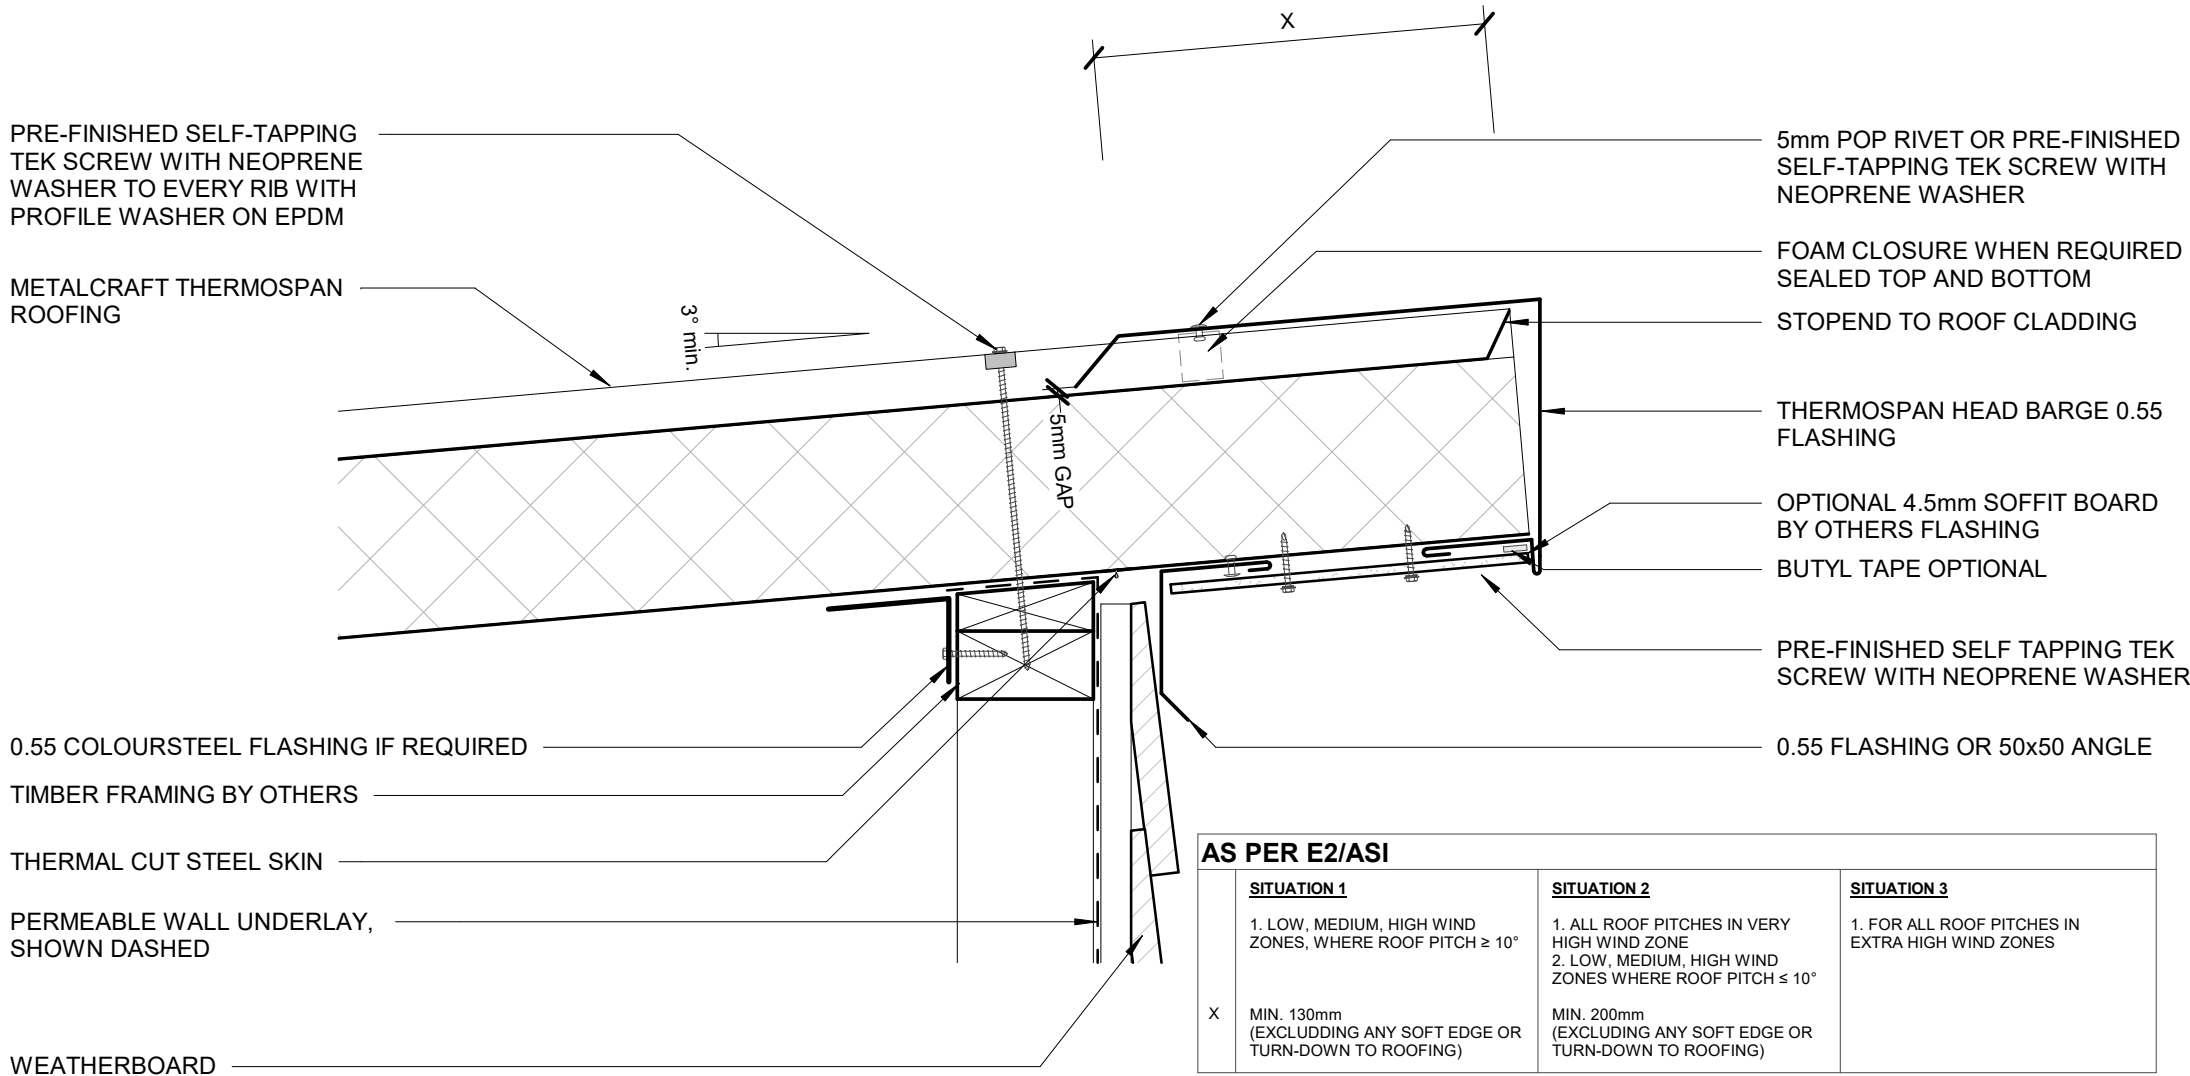 X
PRE-FINISHED SELF-TAPPING
TEK SCREW WITH NEOPRENE
WASHER TO EVERY RIB WITH
PROFILE WASHER ON EPDM
METALCRAFT THERMOSPAN
ROOFING
3° min.
5mm GAP
5mm POP RIVET OR PRE-FINISHED
SELF-TAPPING TEK SCREW WITH
NEOPRENE WASHER
FOAM CLOSURE WHEN REQUIRED
SEALED TOP AND BOTTOM
STOPEND TO ROOF CLADDING
THERMOSPAN HEAD BARGE 0.55
FLASHING
OPTIONAL 4.5mm SOFFIT BOARD
BY OTHERS FLASHING
BUTYL TAPE OPTIONAL
PRE-FINISHED SELF TAPPING TEK
SCREW WITH NEOPRENE WASHER
0.55 FLASHING OR 50x50 ANGLE
0.55 COLOURSTEEL FLASHING IF REQUIRED
TIMBER FRAMING BY OTHERS
THERMAL CUT STEEL SKIN
PERMEABLE WALL UNDERLAY,
SHOWN DASHED
WEATHERBOARD
AS PER E2/ASI
SITUATION 1
1. LOW, MEDIUM, HIGH WIND
ZONES, WHERE ROOF PITCH ≥ 10°
SITUATION 2
1. ALL ROOF PITCHES IN VERY
HIGH WIND ZONE
2. LOW, MEDIUM, HIGH WIND
ZONES WHERE ROOF PITCH ≤ 10°
SITUATION 3
1. FOR ALL ROOF PITCHES IN
EXTRA HIGH WIND ZONES
X
MIN. 130mm
(EXCLUDDING ANY SOFT EDGE OR
TURN-DOWN TO ROOFING)
MIN. 200mm
(EXCLUDING ANY SOFT EDGE OR
TURN-DOWN TO ROOFING)